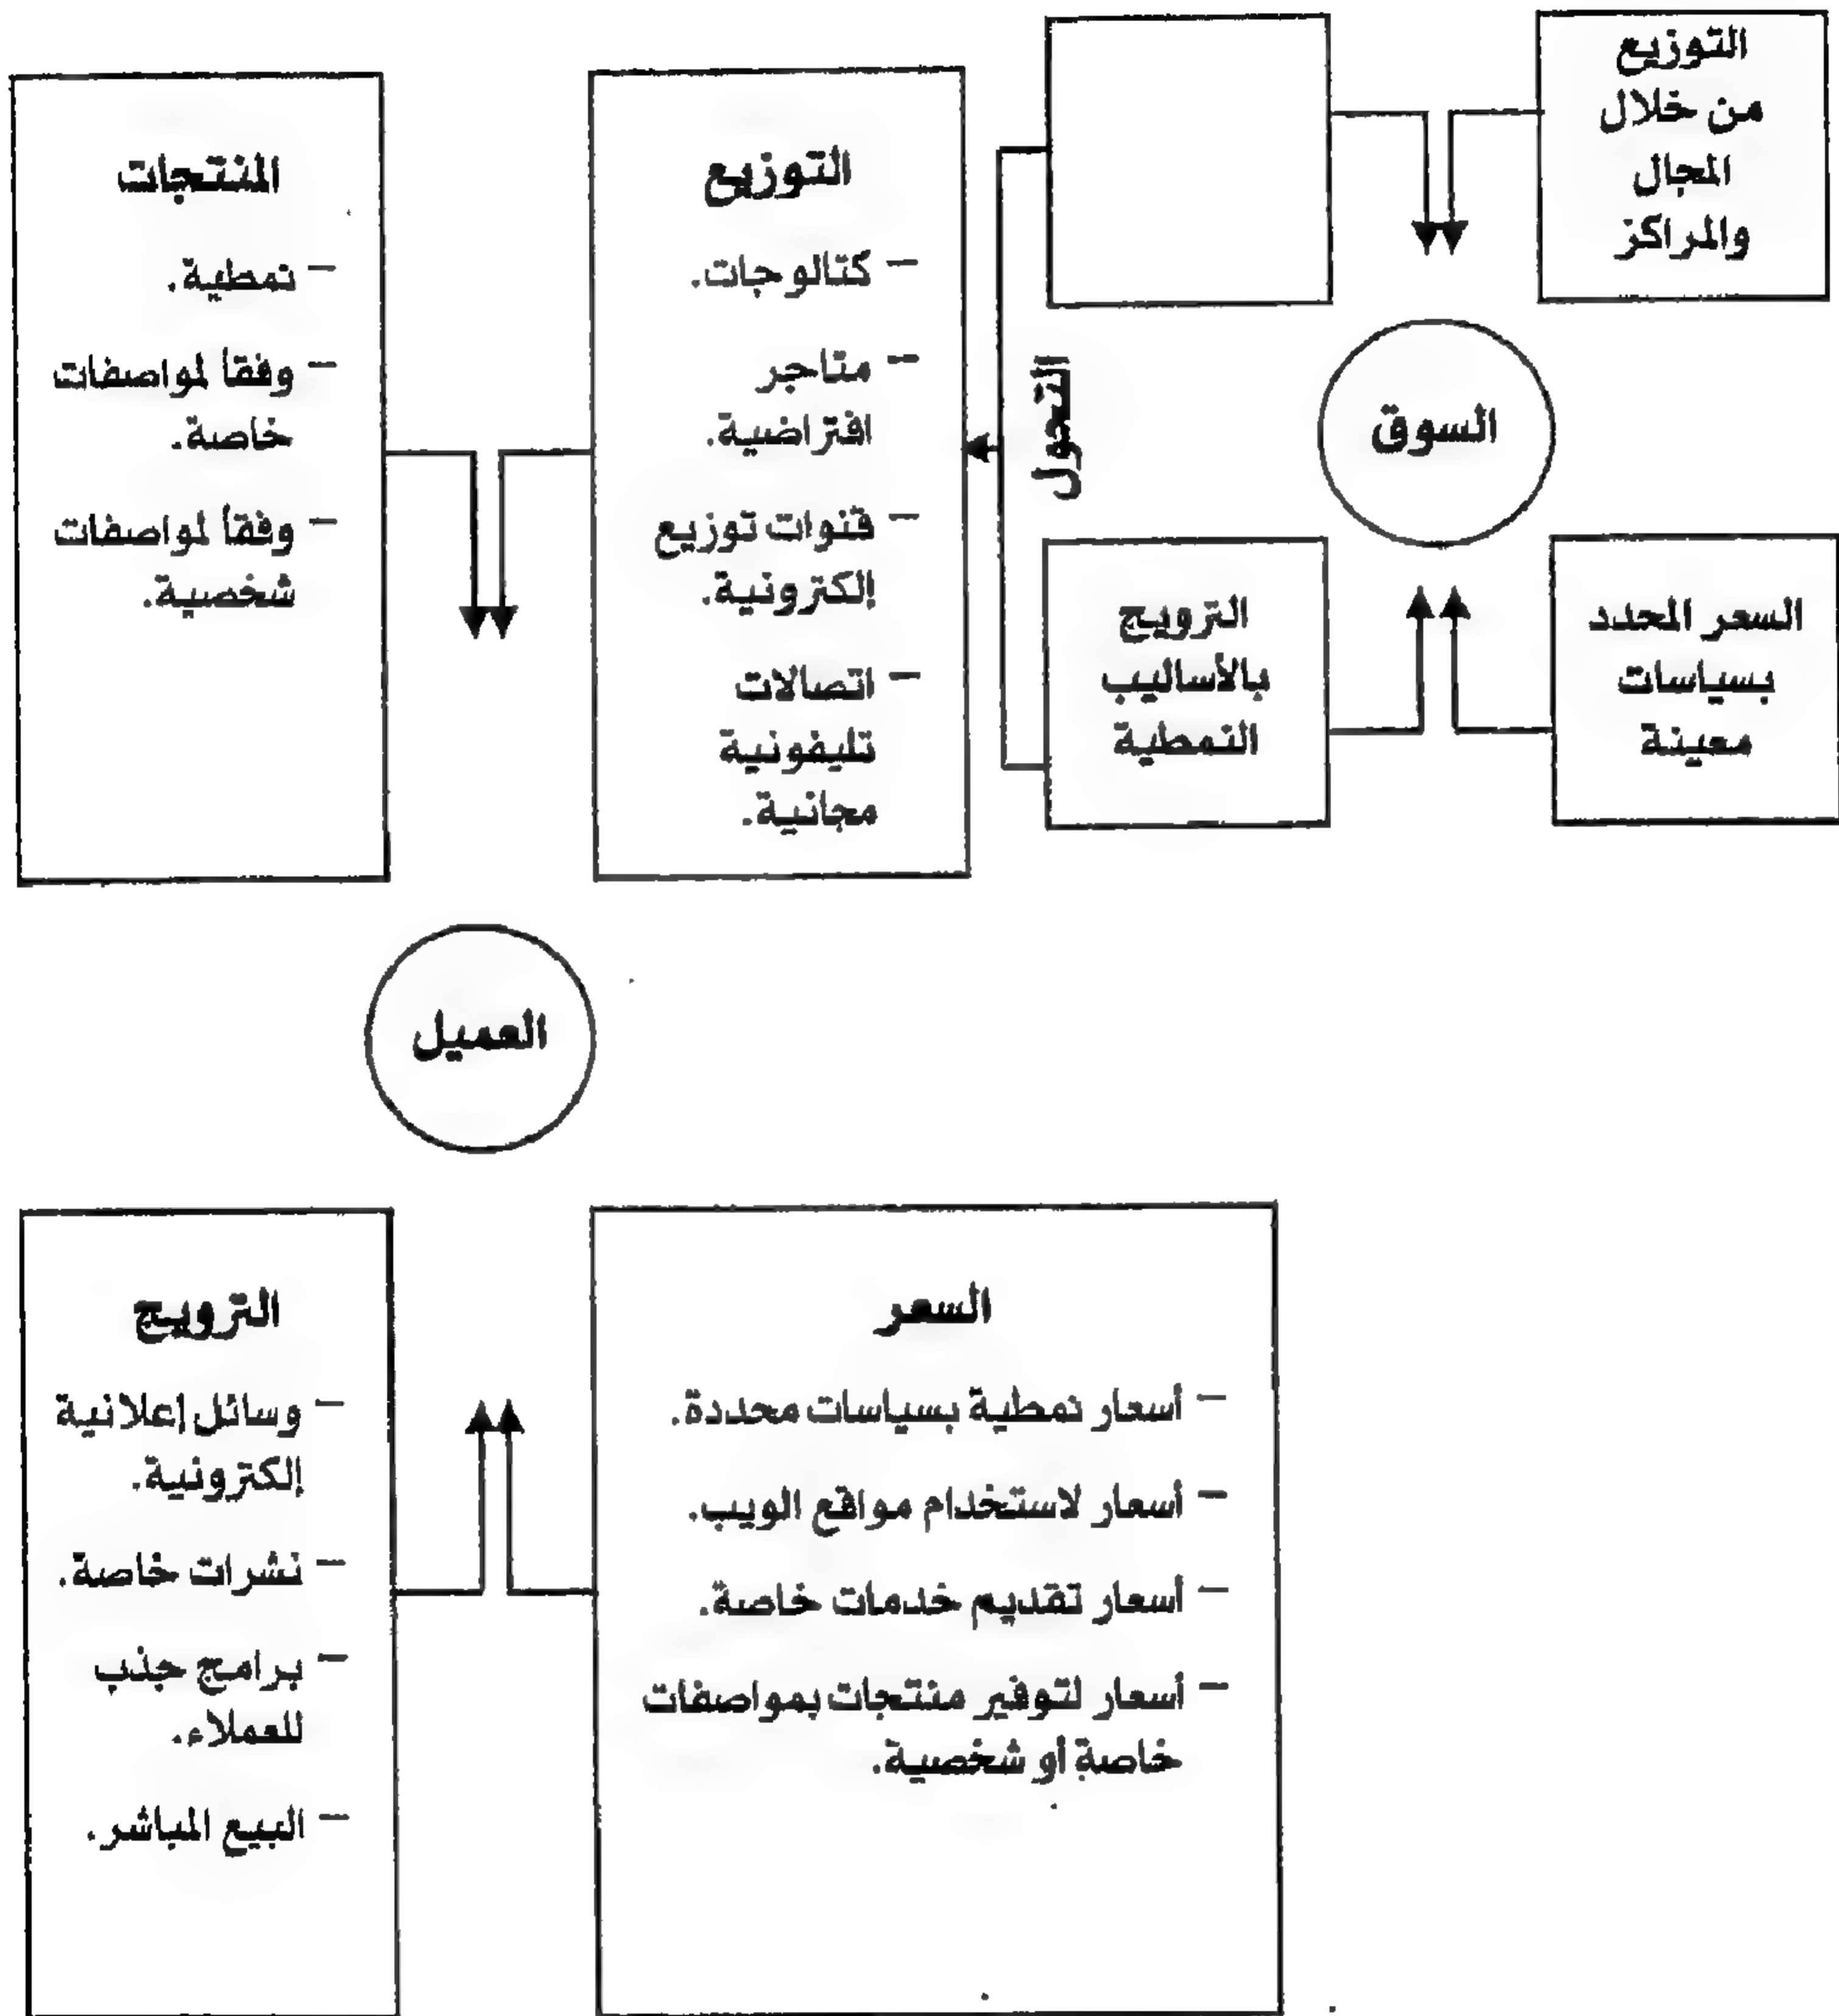 التوزيع
من خلال
المجال
والمراكز
السوق
السعر المحدد
بسياسات
معينة
الترويج
بالأساليب
النمطية
التحول
التوزيع
– كتالوجات.
– متاجر
افتراضية.
– قنوات توزيع
إلكترونية.
– اتصالات
تليفونية
مجانية.
المنتجات
– نمطية.
– وفقاً لمواصفات
خاصة.
– وفقاً لمواصفات
شخصية.
العميل
السعر
– أسعار نمطية بسياسات محددة.
– أسعار لاستخدام مواقع الويب.
– أسعار تقديم خدمات خاصة.
– أسعار لتوفير منتجات بمواصفات
خاصة أو شخصية.
الترويج
– وسائل إعلانية
إلكترونية.
– نشرات خاصة.
– برامج جذب
للعملاء.
– البيع المباشر.